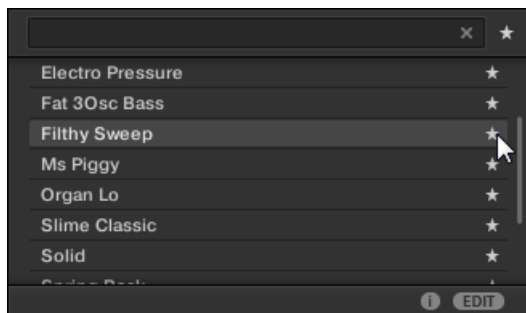 Electro Pressure
Fat 3Osc Bass
Filthy Sweep
Ms Piggy
Organ Lo
Slime Classic
Solid
i EDIT